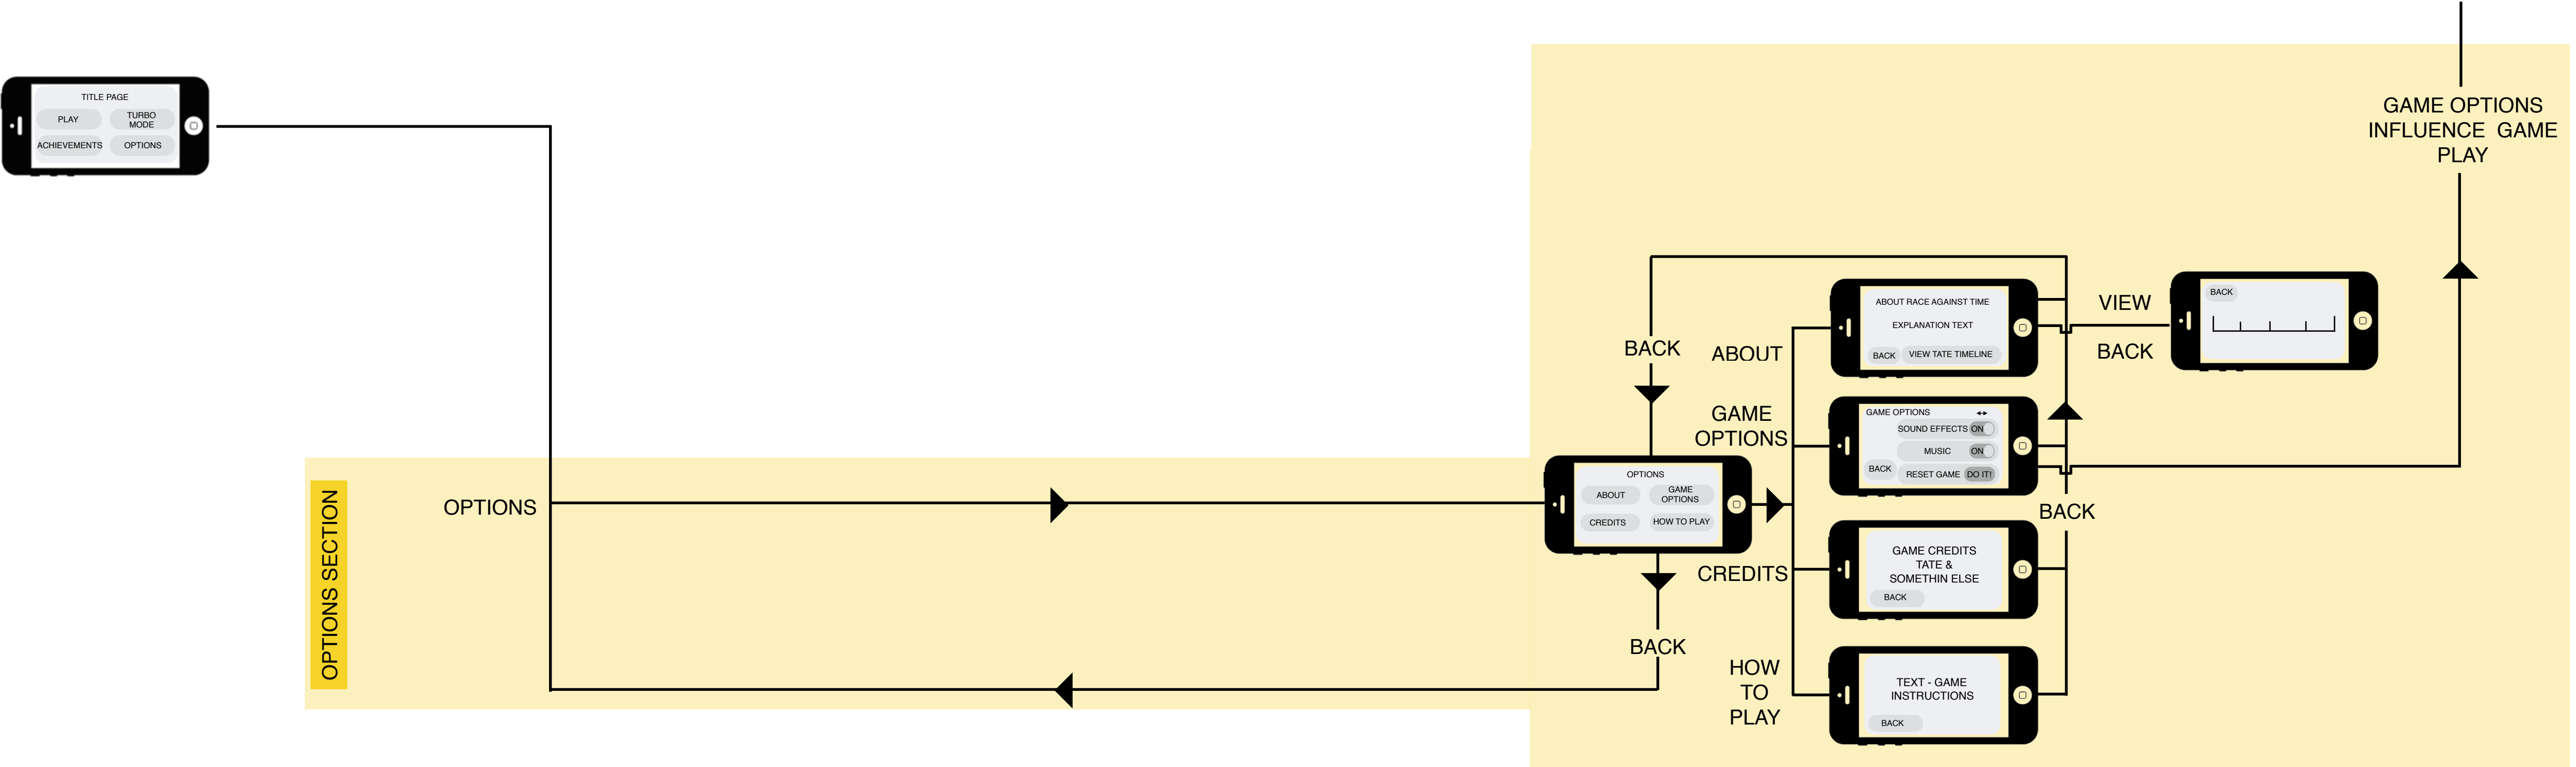 TITLE PAGE
PLAY
TURBO
MODE
ACHIEVEMENTS
OPTIONS
OPTIONS SECTION
OPTIONS
OPTIONS
ABOUT
GAME
OPTIONS
CREDITS
HOW TO PLAY
BACK
BACK
ABOUT
GAME
OPTIONS
CREDITS
HOW
TO
PLAY
ABOUT RACE AGAINST TIME
EXPLANATION TEXT
BACK
VIEW TATE TIMELINE
GAME OPTIONS
SOUND EFFECTS ON
MUSIC ON
BACK
RESET GAME DO IT!
GAME CREDITS
TATE &
SOMETHIN ELSE
BACK
TEXT - GAME
INSTRUCTIONS
BACK
BACK
VIEW
BACK
BACK
GAME OPTIONS
INFLUENCE GAME
PLAY